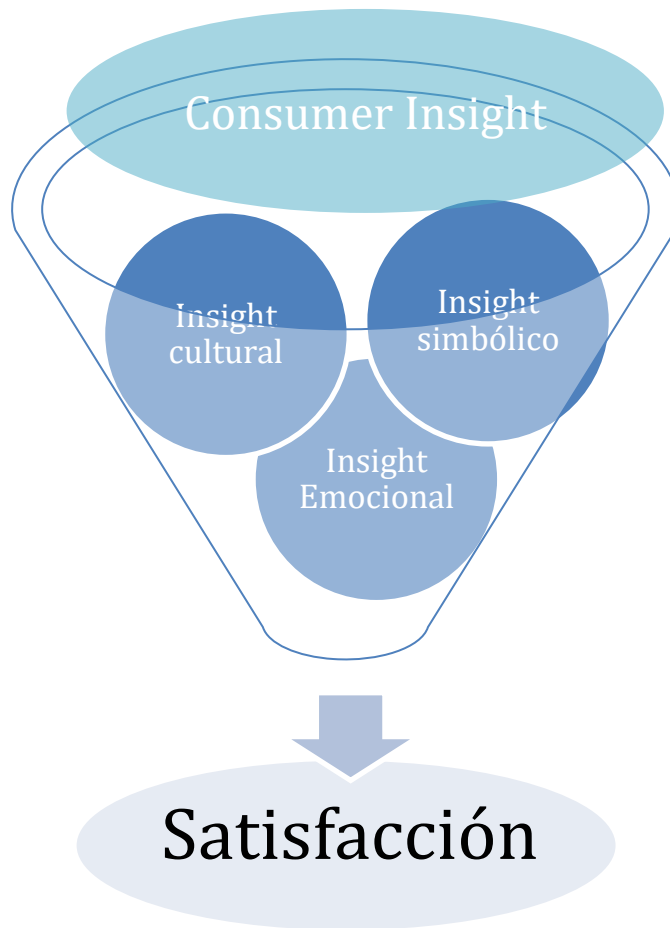 Consumer Insight
Insight
cultural
Insight
simbólico
Insight
Emocional
Satisfacción